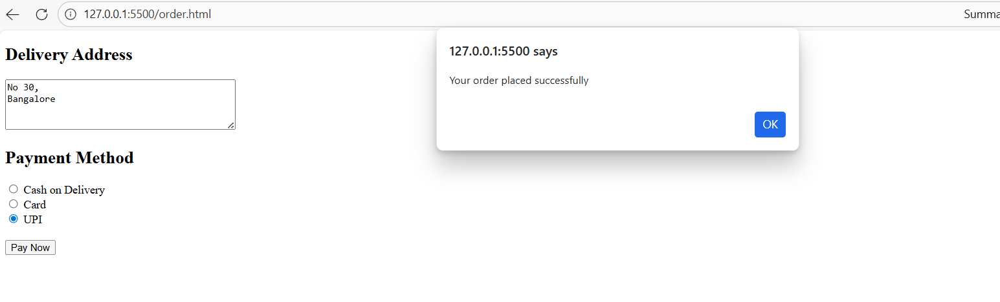 127.0.0.1:5500/order.html
Summa
127.0.0.1:5500 says
Your order placed successfully
OK
Delivery Address
No 30,
Bangalore
Payment Method
Cash on Delivery
Card
UPI
Pay Now